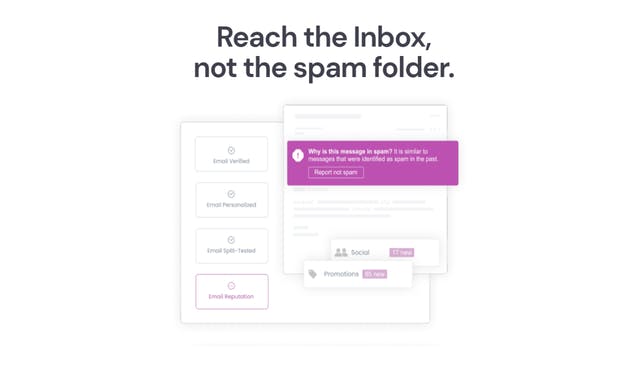 Reach the Inbox,
not the spam folder.
Email Verified
Email Personalized
Email Split-Tested
Email Reputation
Why is this message in spam? It is similar to
messages that were identified as spam in the past.
Report not spam
Social 17 new
Promotions 65 new